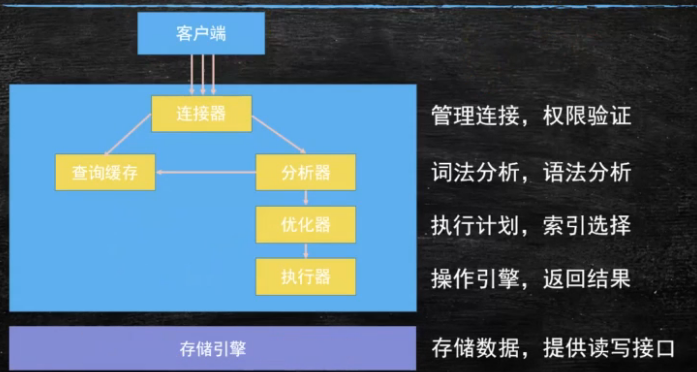 客户端
连接器
管理连接，权限验证
查询缓存
分析器
词法分析，语法分析
优化器
执行计划，索引选择
执行器
操作引擎，返回结果
存储引擎
存储数据，提供读写接口